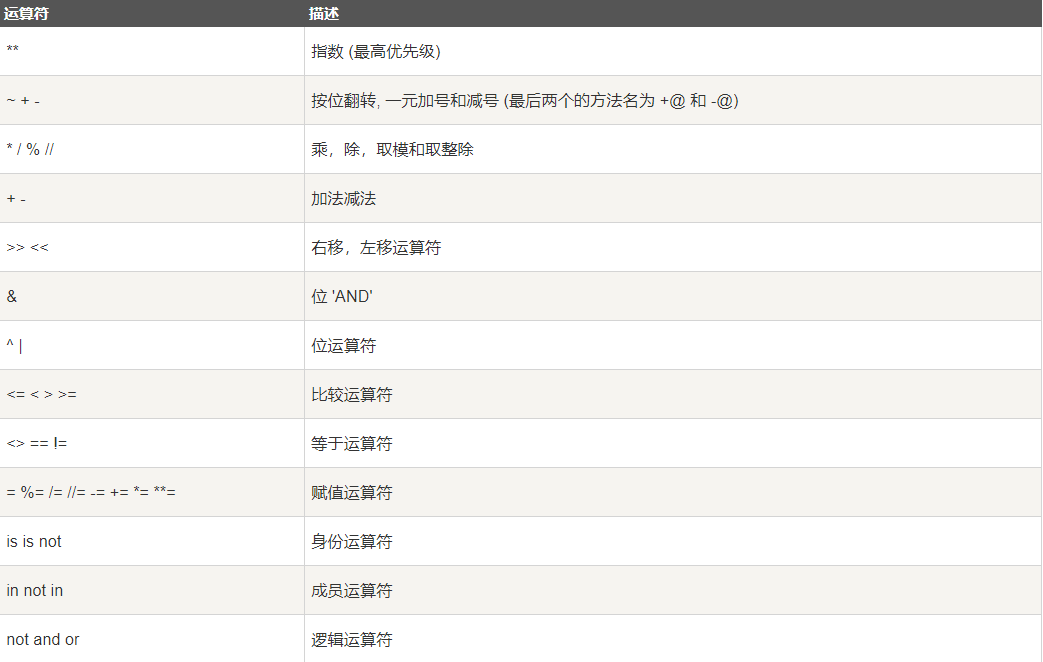 运算符 描述
** 指数 (最高优先级)
~ + - 按位翻转, 一元加号和减号 (最后两个的方法名为 +@ 和 -@)
* / % // 乘，除，取模和取整除
+ - 加法减法
>> << 右移，左移运算符
& 位 'AND'
^ | 位运算符
<= < > >= 比较运算符
<> == != 等于运算符
= %= /= //= -= += *= **= 赋值运算符
is is not 身份运算符
in not in 成员运算符
not and or 逻辑运算符